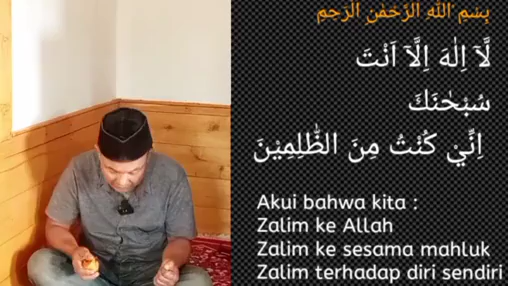 بِسْمِ اللّٰهِ الرَّحْمٰنِ الرَّحِيْمِ
لَّآ اِلٰهَ اِلَّآ اَنْتَ
سُبْحٰنَكَ
اِنِّيْ كُنْتُ مِنَ الظّٰلِمِيْنَ
Akui bahwa kita :
Zalim ke Allah
Zalim ke sesama mahluk
Zalim terhadap diri sendiri